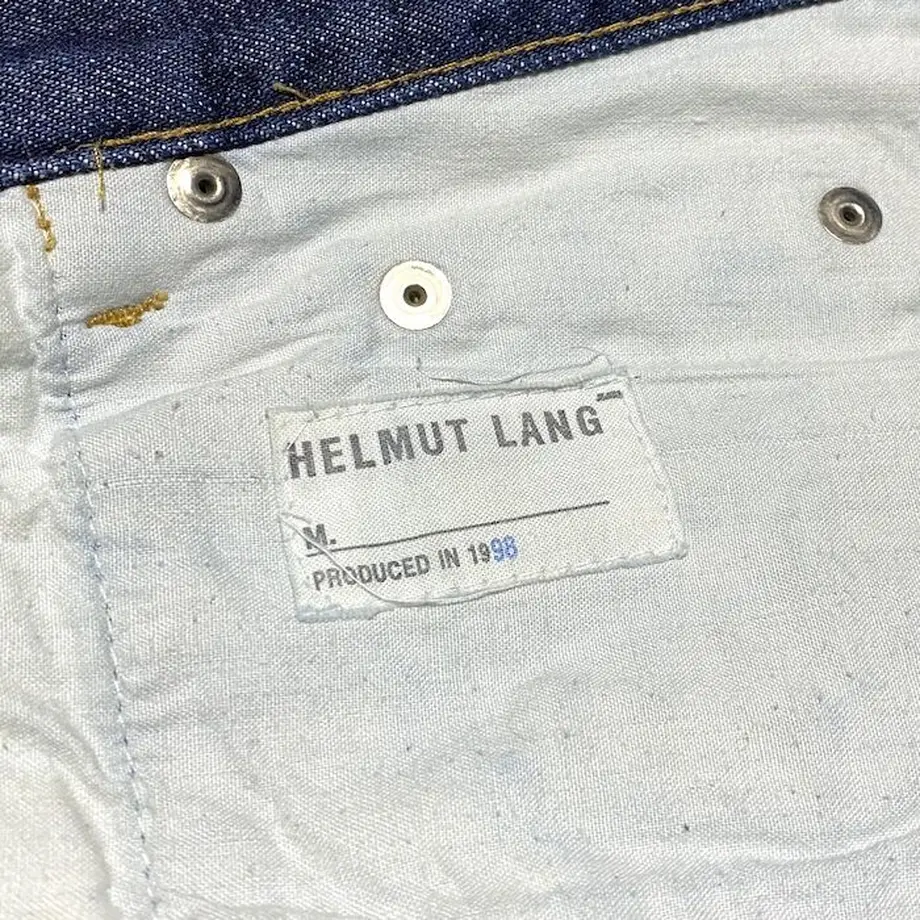 HELMUT LANG
M.
PRODUCED IN 1998